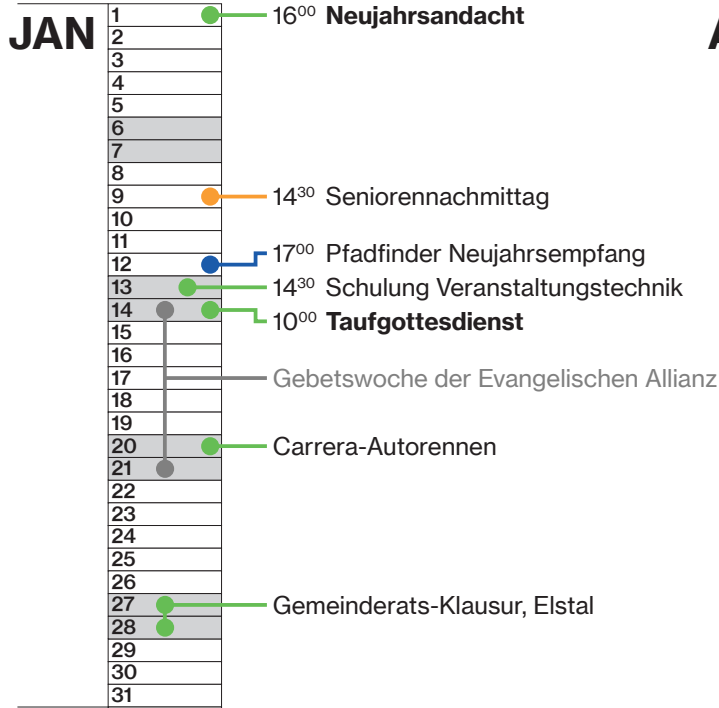 JAN
1 16⁰⁰ Neujahrsandacht
2
3
4
5
6
7
8
9 14³⁰ Seniorennachmittag
10
11
12 17⁰⁰ Pfadfinder Neujahrsempfang
13 14³⁰ Schulung Veranstaltungstechnik
14 10⁰⁰ Taufgottesdienst
15
16
17 Gebetswoche der Evangelischen Allianz
18
19
20 Carrera-Autorennen
21
22
23
24
25
26
27 Gemeinderats-Klausur, Elstal
28
29
30
31